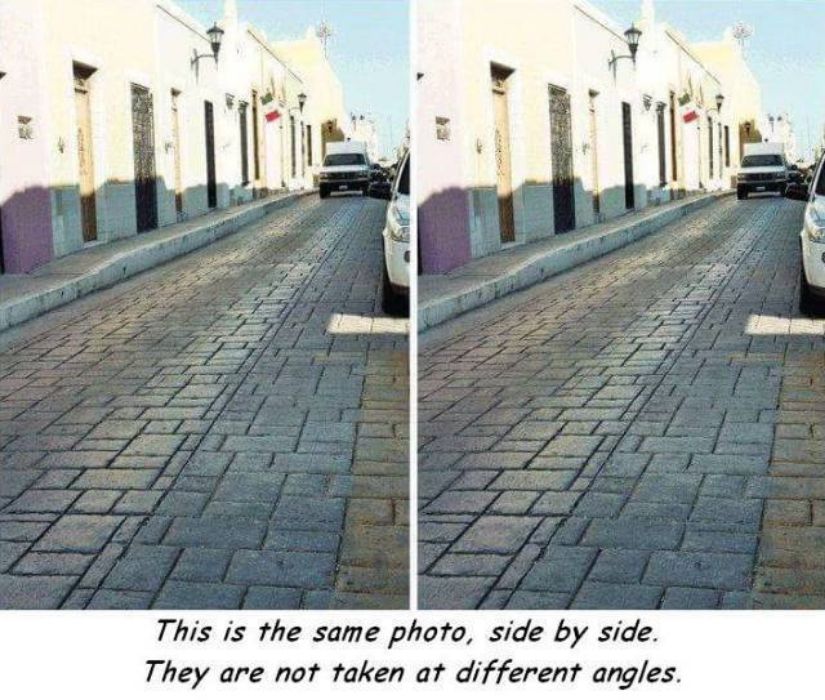 This is the same photo, side by side.
They are not taken at different angles.